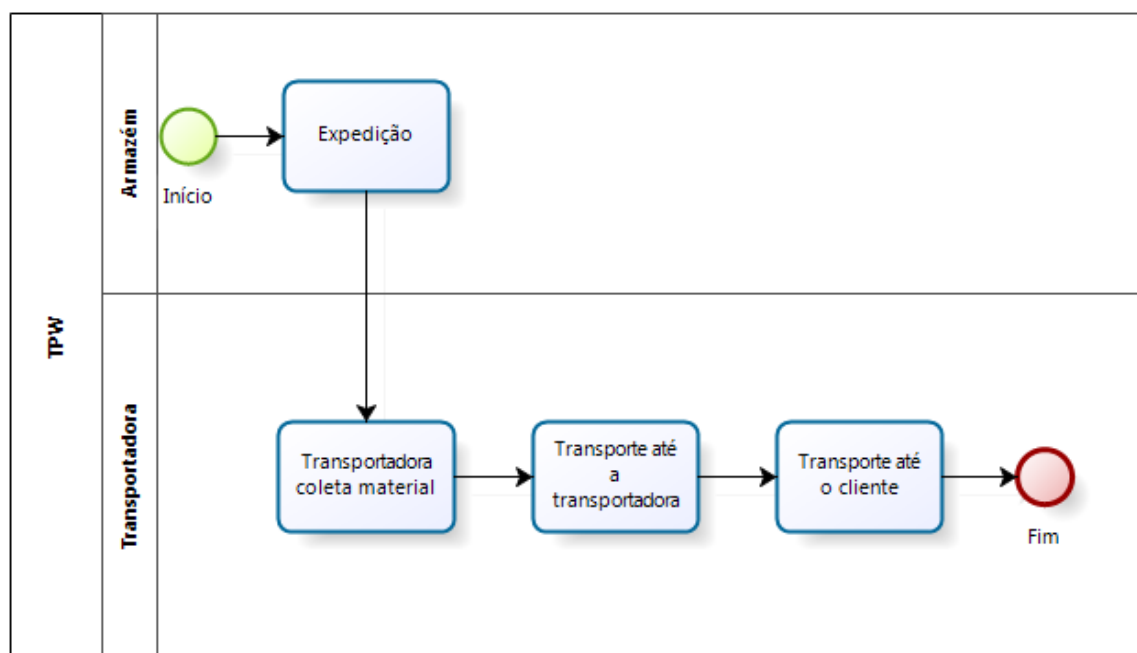 TPW
Armazém
Início
Expedição
Transportadora
Transportadora
coleta material
Transporte até
a
transportadora
Transporte até
o cliente
Fim